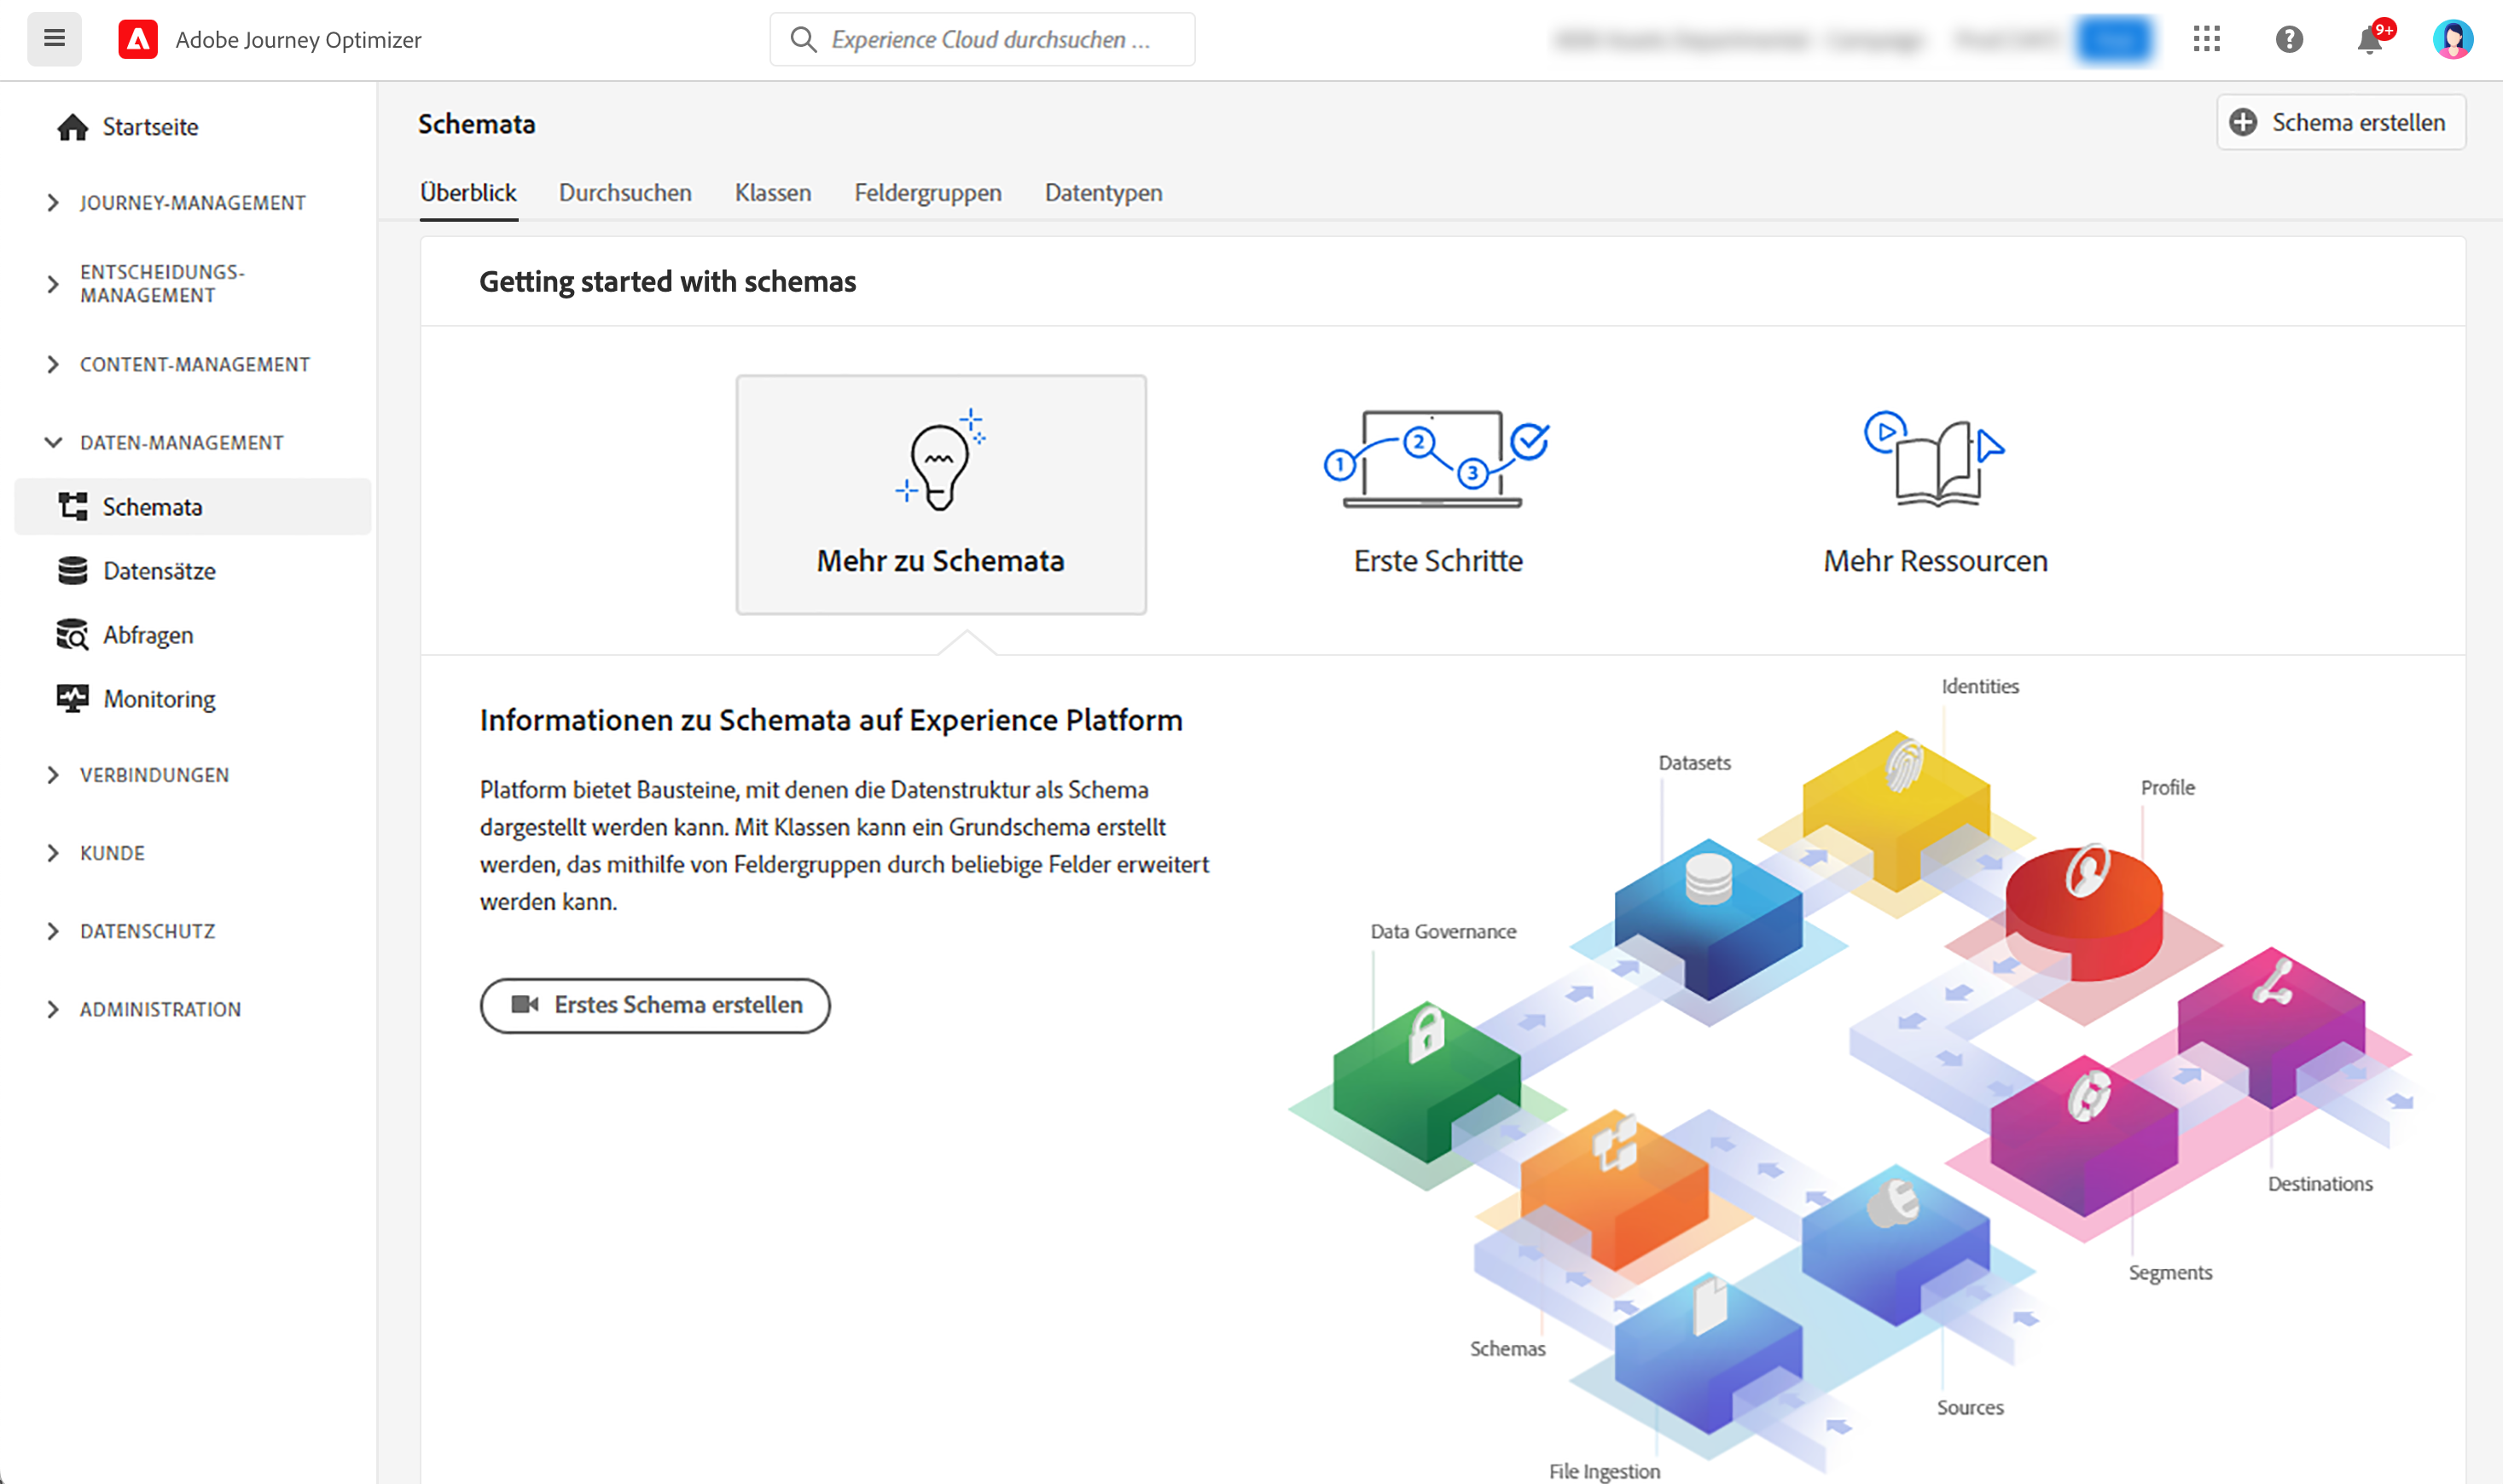 Adobe Journey Optimizer
Experience Cloud durchsuchen ...
9+
Startseite
JOURNEY-MANAGEMENT
ENTSCHEIDUNGS-
MANAGEMENT
CONTENT-MANAGEMENT
DATEN-MANAGEMENT
Schemata
Datensätze
Abfragen
Monitoring
VERBINDUNGEN
KUNDE
DATENSCHUTZ
ADMINISTRATION
Schemata
Schema erstellen
Überblick
Durchsuchen
Klassen
Feldergruppen
Datentypen
Getting started with schemas
Mehr zu Schemata
1
2
3
Erste Schritte
Mehr Ressourcen
Informationen zu Schemata auf Experience Platform
Platform bietet Bausteine, mit denen die Datenstruktur als Schema
dargestellt werden kann. Mit Klassen kann ein Grundschema erstellt
werden, das mithilfe von Feldergruppen durch beliebige Felder erweitert
werden kann.
Erstes Schema erstellen
Identities
Datasets
Profile
Data Governance
Destinations
Segments
Schemas
Sources
File Ingestion